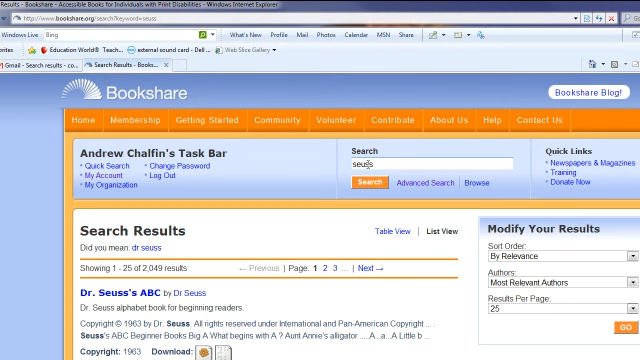 Results - Bookshare - Accessible Books for Individuals with Print Disabilities - Windows Internet Explorer
http://www.bookshare.org/search?keyword=seuss
Windows Live Bing What's New Profile Mail Photos Calendar MSN Share
orites Education World® Teach... external sound card - Dell ... Web Slice Gallery
Gmail - Search results - co... Search Results - Books...
Bookshare
Bookshare Blog!
Home Membership Getting Started Community Volunteer Contribute About Us Help Contact Us
Andrew Chalfin's Task Bar
Quick Search Change Password
My Account Log Out
My Organization
Search
seuss
Search Advanced Search Browse
Quick Links
Newspapers & Magazines
Training
Donate Now
Search Results
Table View List View
Did you mean: dr seuss
Showing 1 - 25 of 2,049 results
← Previous Page: 1 2 3 ... Next →
Dr. Seuss's ABC by Dr Seuss
Dr. Seuss alphabet book for beginning readers.
Copyright © 1963 by Dr. Seuss. All rights reserved under International and Pan-American Copyright ...
Seuss's ABC Beginner Books Big A What begins with A ? Aunt Annie's alligator .....A...a...A Little b ...
Copyright: 1963 Download:
Modify Your Results
Sort Order:
By Relevance
Authors:
Most Relevant Authors
Results Per Page:
25
GO